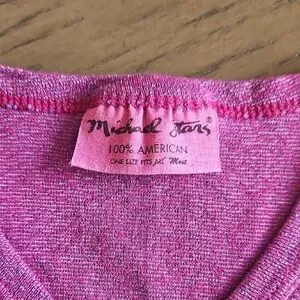 Michael Stars
100% AMERICAN
ONE SIZE FITS ALL Most